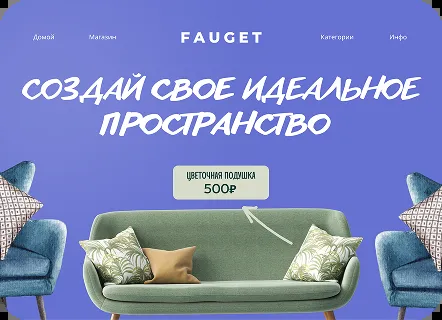 Домой Магазин FAUGET Категории Инфо
СОЗДАЙ СВОЕ ИДЕАЛЬНОЕ
ПРОСТРАНСТВО
ЦВЕТОЧНАЯ ПОДУШКА
500₽